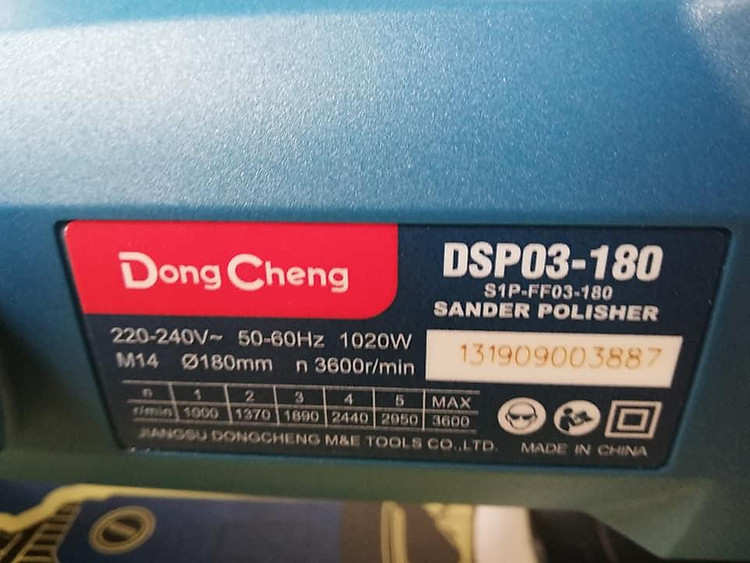 DongCheng
DSP03-180
S1P-FF03-180
SANDER POLISHER
220-240V~ 50-60Hz 1020W
M14 Ø180mm n 3600r/min
131909003887
n 1 2 3 4 5 MAX
r/min 1000 1370 1890 2440 2950 3600
JIANGSU DONGCHENG M&E TOOLS CO.,LTD.
MADE IN CHINA